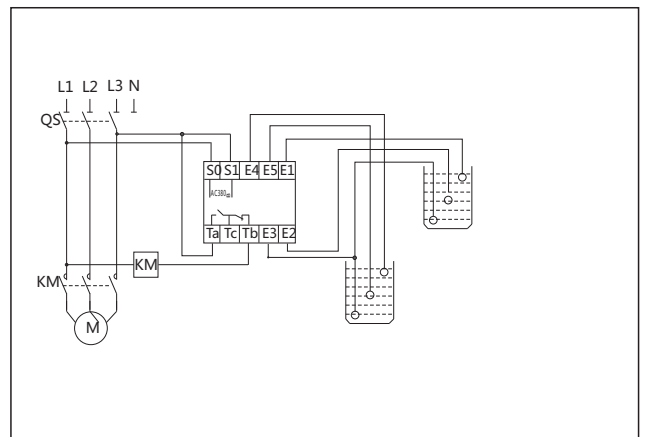 L1 L2 L3 N
QS
S0 S1 E4 E5 E1
AC380
Ta Tc Tb E3 E2
KM
KM
M